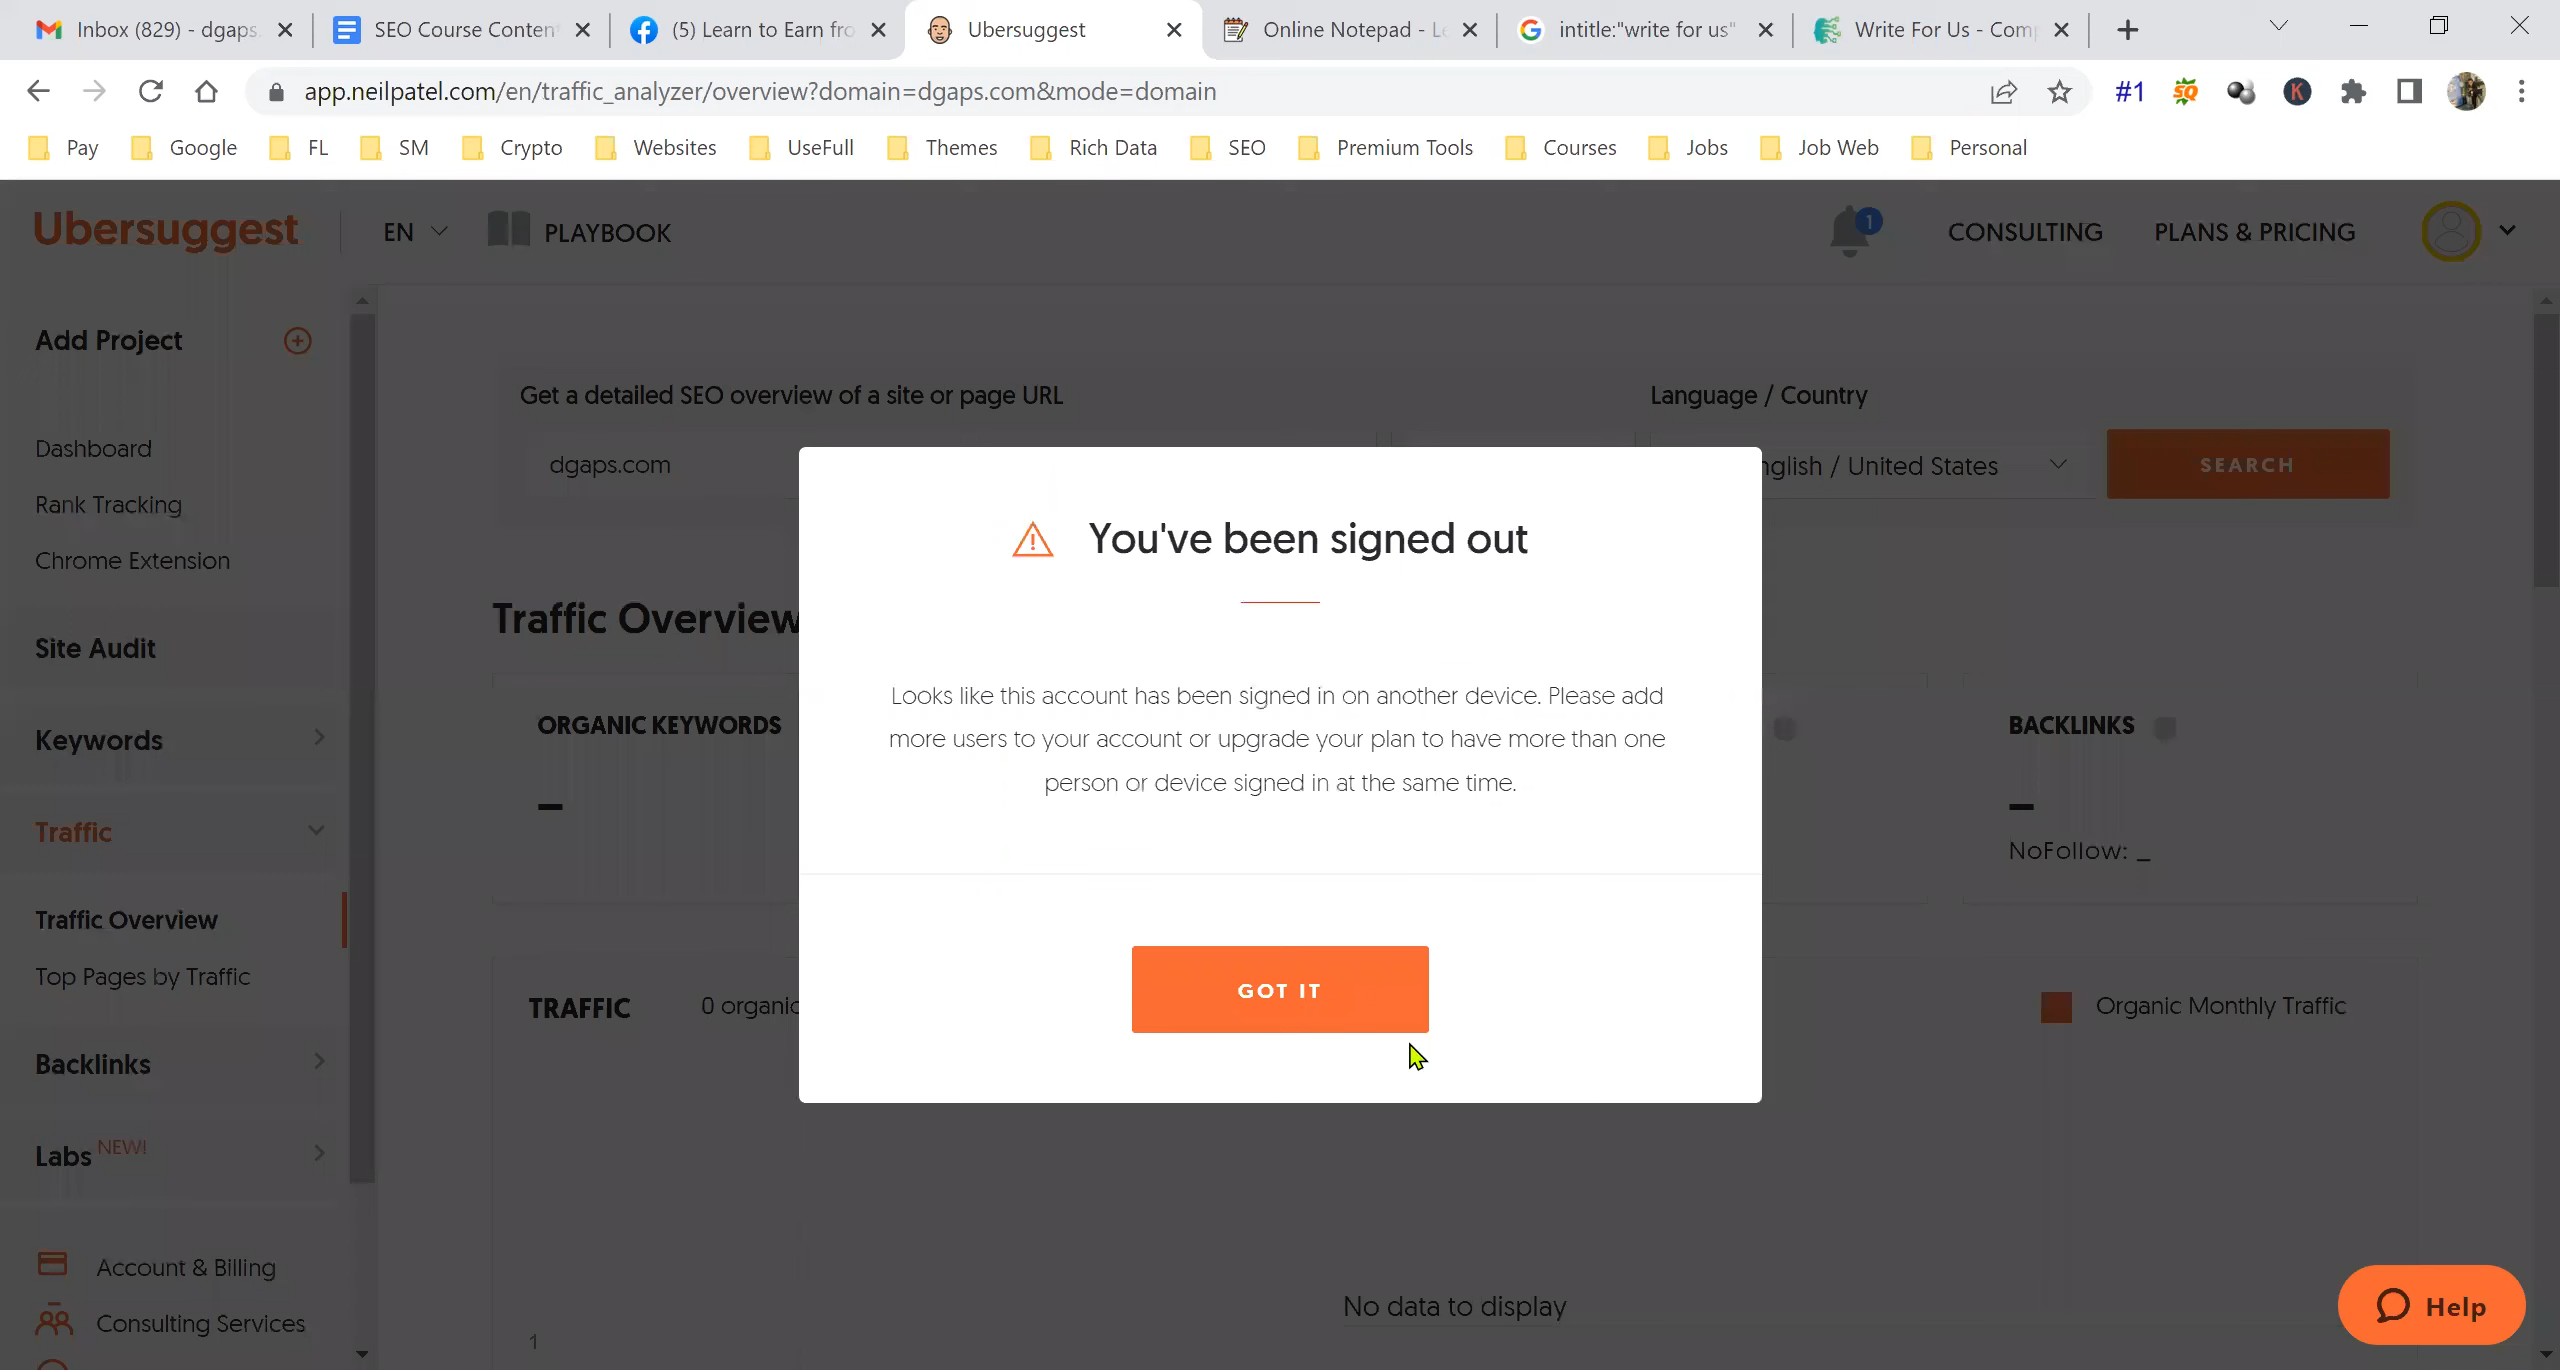 Inbox (829) - dgaps.
SEO Course Conten
(5) Learn to Earn fro
Ubersuggest
Online Notepad - L
intitle:"write for us"
Write For Us - Com
app.neilpatel.com/en/traffic_analyzer/overview?domain=dgaps.com&mode=domain
#1
SQ
K
Pay
Google
FL
SM
Crypto
Websites
UseFull
Themes
Rich Data
SEO
Premium Tools
Courses
Jobs
Job Web
Personal
Ubersuggest
EN
PLAYBOOK
1
CONSULTING
PLANS & PRICING
Add Project
Dashboard
Rank Tracking
Chrome Extension
Site Audit
Keywords
Traffic
Traffic Overview
Top Pages by Traffic
Backlinks
Labs NEW!
Account & Billing
Consulting Services
Get a detailed SEO overview of a site or page URL
Language / Country
dgaps.com
nglish / United States
SEARCH
Traffic Overview
ORGANIC KEYWORDS
BACKLINKS
NoFollow: _
TRAFFIC
0 organic
Organic Monthly Traffic
No data to display
1
You've been signed out
Looks like this account has been signed in on another device. Please add
more users to your account or upgrade your plan to have more than one
person or device signed in at the same time.
GOT IT
Help